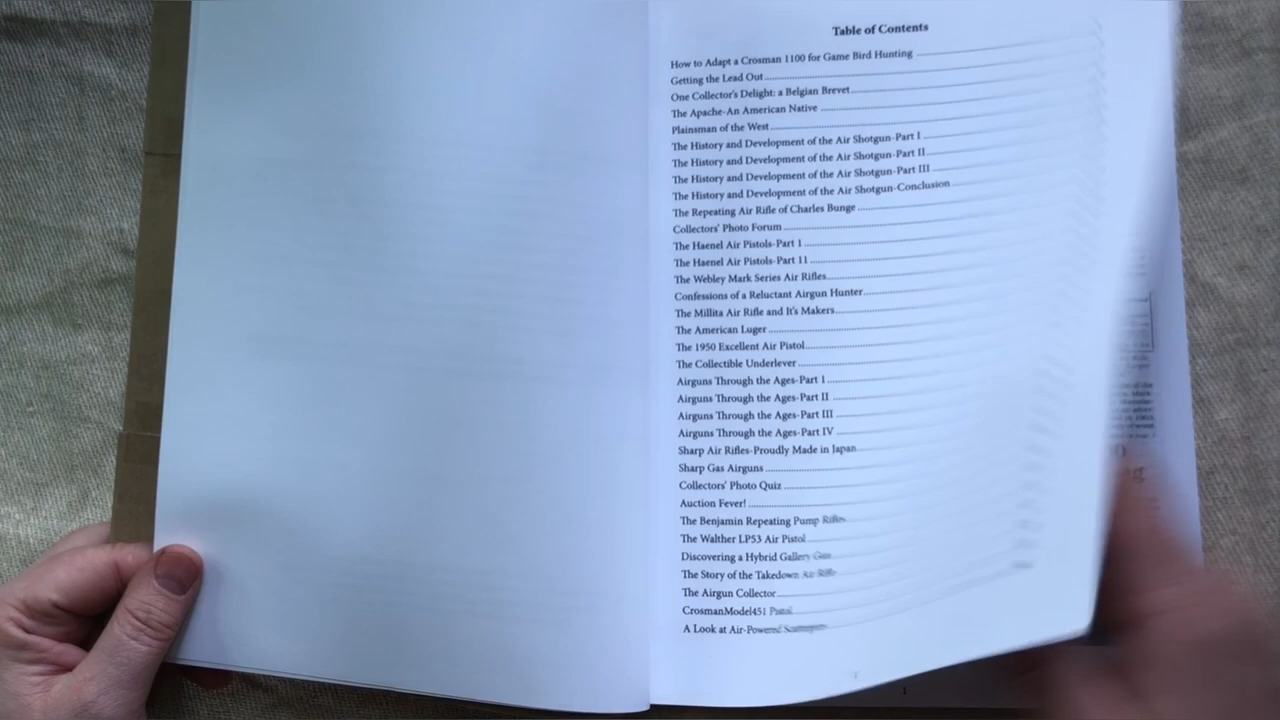 Table of Contents
How to Adapt a Crosman 1100 for Game Bird Hunting
Getting the Lead Out
One Collector's Delight: a Belgian Brevet
The Apache-An American Native
Plainsman of the West
The History and Development of the Air Shotgun-Part I
The History and Development of the Air Shotgun-Part II
The History and Development of the Air Shotgun-Part III
The History and Development of the Air Shotgun-Conclusion
The Repeating Air Rifle of Charles Bunge
Collectors' Photo Forum
The Haenel Air Pistols-Part 1
The Haenel Air Pistols-Part 11
The Webley Mark Series Air Rifles
Confessions of a Reluctant Airgun Hunter
The Millita Air Rifle and It's Makers
The American Luger
The 1950 Excellent Air Pistol
The Collectible Underlever
Airguns Through the Ages-Part I
Airguns Through the Ages-Part II
Airguns Through the Ages-Part III
Airguns Through the Ages-Part IV
Sharp Air Rifles-Proudly Made in Japan
Sharp Gas Airguns
Collectors' Photo Quiz
Auction Fever!
The Benjamin Repeating Pump Rifles
The Walther LP53 Air Pistol
Discovering a Hybrid Gallery Gun
The Story of the Takedown Air Rifle
The Airgun Collector
CrosmanModel451 Pistol
A Look at Air-Powered
1